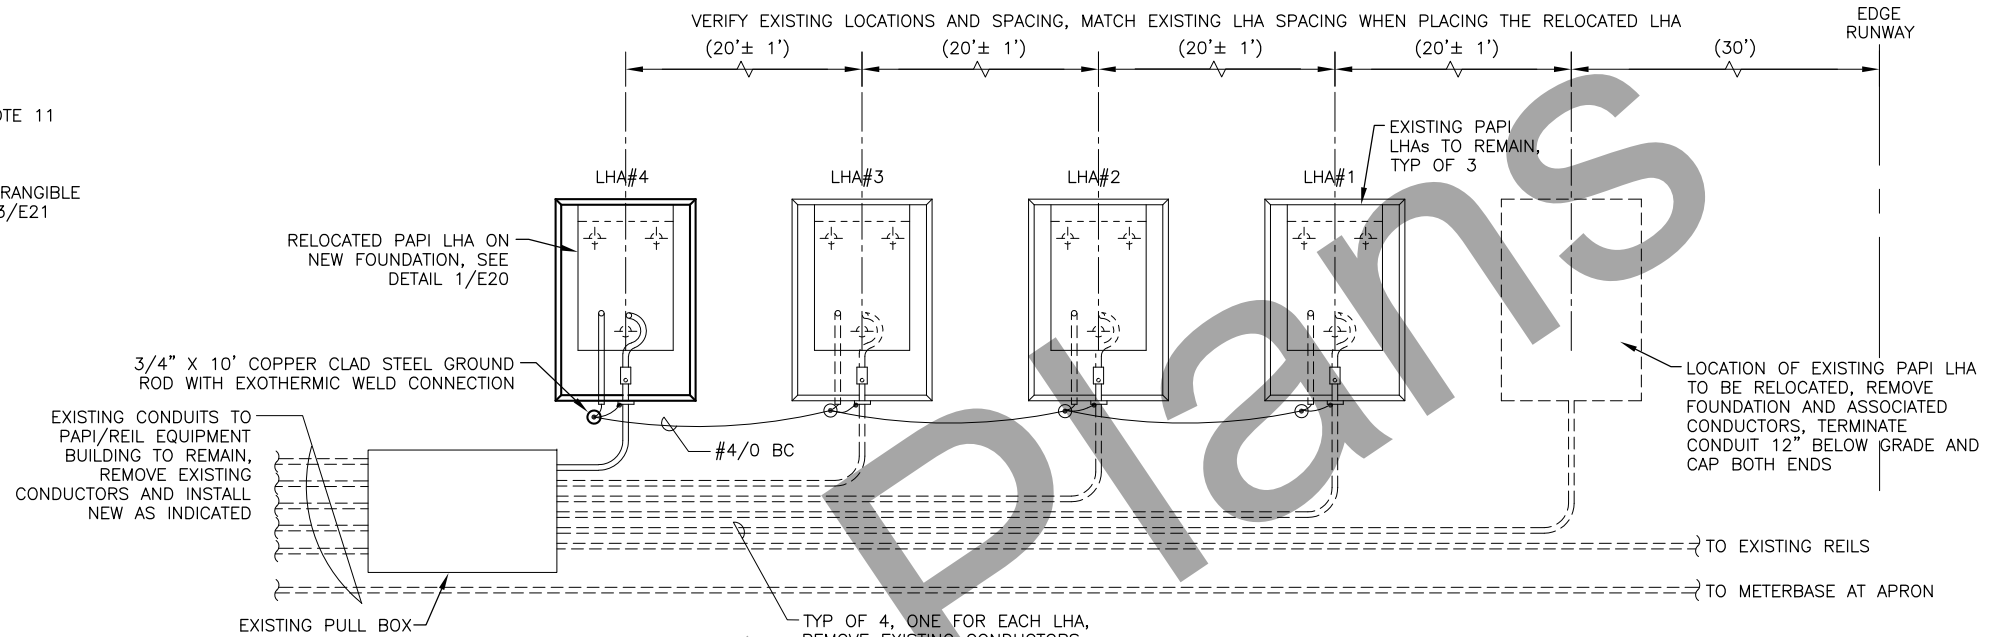 VERIFY EXISTING LOCATIONS AND SPACING, MATCH EXISTING LHA SPACING WHEN PLACING THE RELOCATED LHA
EDGE
RUNWAY
(20'± 1')
(20'± 1')
(20'± 1')
(20'± 1')
(30')
OTE 11
RANGIBLE
3/E21
EXISTING PAPI
LHAs TO REMAIN,
TYP OF 3
LHA#4
LHA#3
LHA#2
LHA#1
RELOCATED PAPI LHA ON
NEW FOUNDATION, SEE
DETAIL 1/E20
3/4" X 10' COPPER CLAD STEEL GROUND
ROD WITH EXOTHERMIC WELD CONNECTION
LOCATION OF EXISTING PAPI LHA
TO BE RELOCATED, REMOVE
FOUNDATION AND ASSOCIATED
CONDUCTORS, TERMINATE
CONDUIT 12" BELOW GRADE AND
CAP BOTH ENDS
EXISTING CONDUITS TO
PAPI/REIL EQUIPMENT
BUILDING TO REMAIN,
REMOVE EXISTING
CONDUCTORS AND INSTALL
NEW AS INDICATED
#4/0 BC
TO EXISTING REILS
TO METERBASE AT APRON
EXISTING PULL BOX
TYP OF 4, ONE FOR EACH LHA,
REMOVE EXISTING CONDUCTORS
Plans